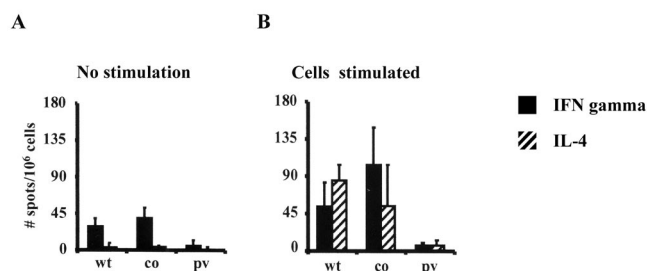 A
B
No stimulation
Cells stimulated
# spots/10⁶ cells
180
135
90
45
0
wt co pv
180
135
90
45
0
wt co pv
IFN gamma
IL-4